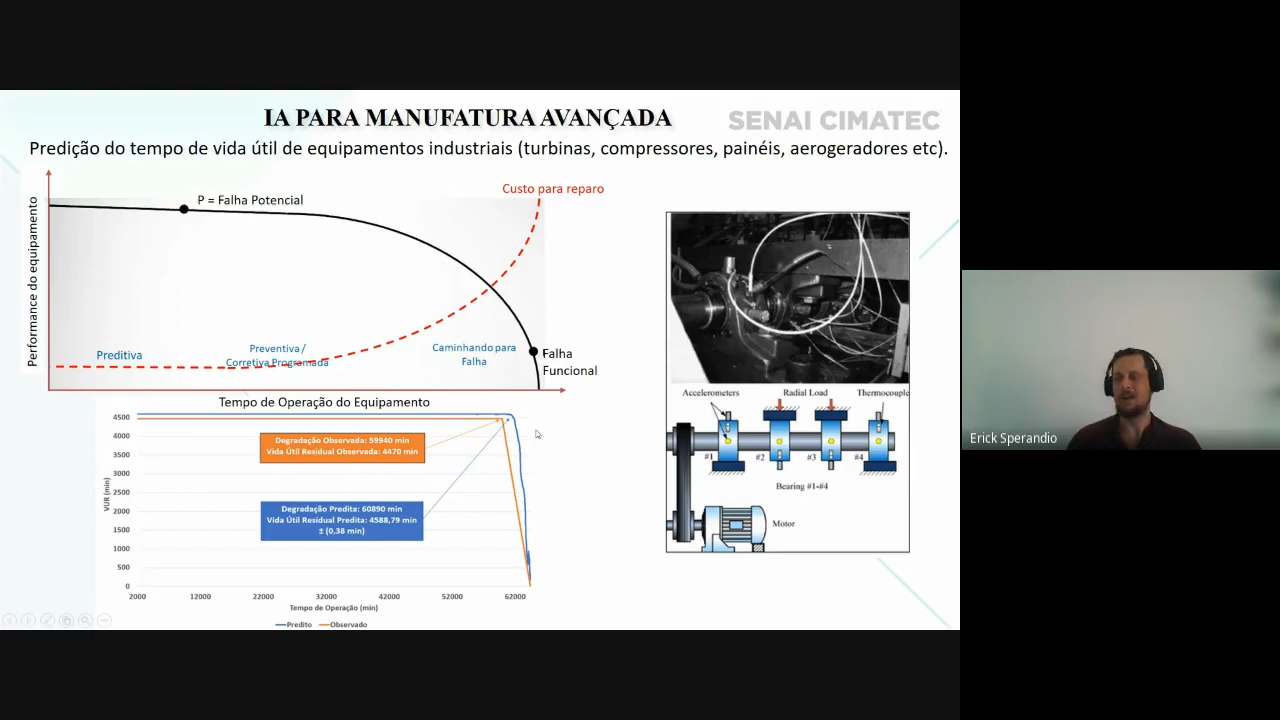 IA PARA MANUFATURA AVANÇADA
SENAI CIMATEC
Predição do tempo de vida útil de equipamentos industriais (turbinas, compressores, painéis, aerogeradores etc).
Performance do equipamento
P = Falha Potencial
Custo para reparo
Preditiva
Preventiva /
Corretiva Programada
Caminhando para
Falha
Falha
Funcional
Tempo de Operação do Equipamento
VUR (min)
4500
4000
3500
3000
2500
2000
1500
1000
500
0
Degradação Observada: 59940 min
Vida Útil Residual Observada: 4470 min
Degradação Predita: 60890 min
Vida Útil Residual Predita: 4588,79 min
± (0,38 min)
2000 12000 22000 32000 42000 52000 62000
Tempo de Operação (min)
Predito Observado
Accelerometers Radial Load Thermocouple
#1 #2 #3 #4
Bearing #1-#4
Motor
Erick Sperandio